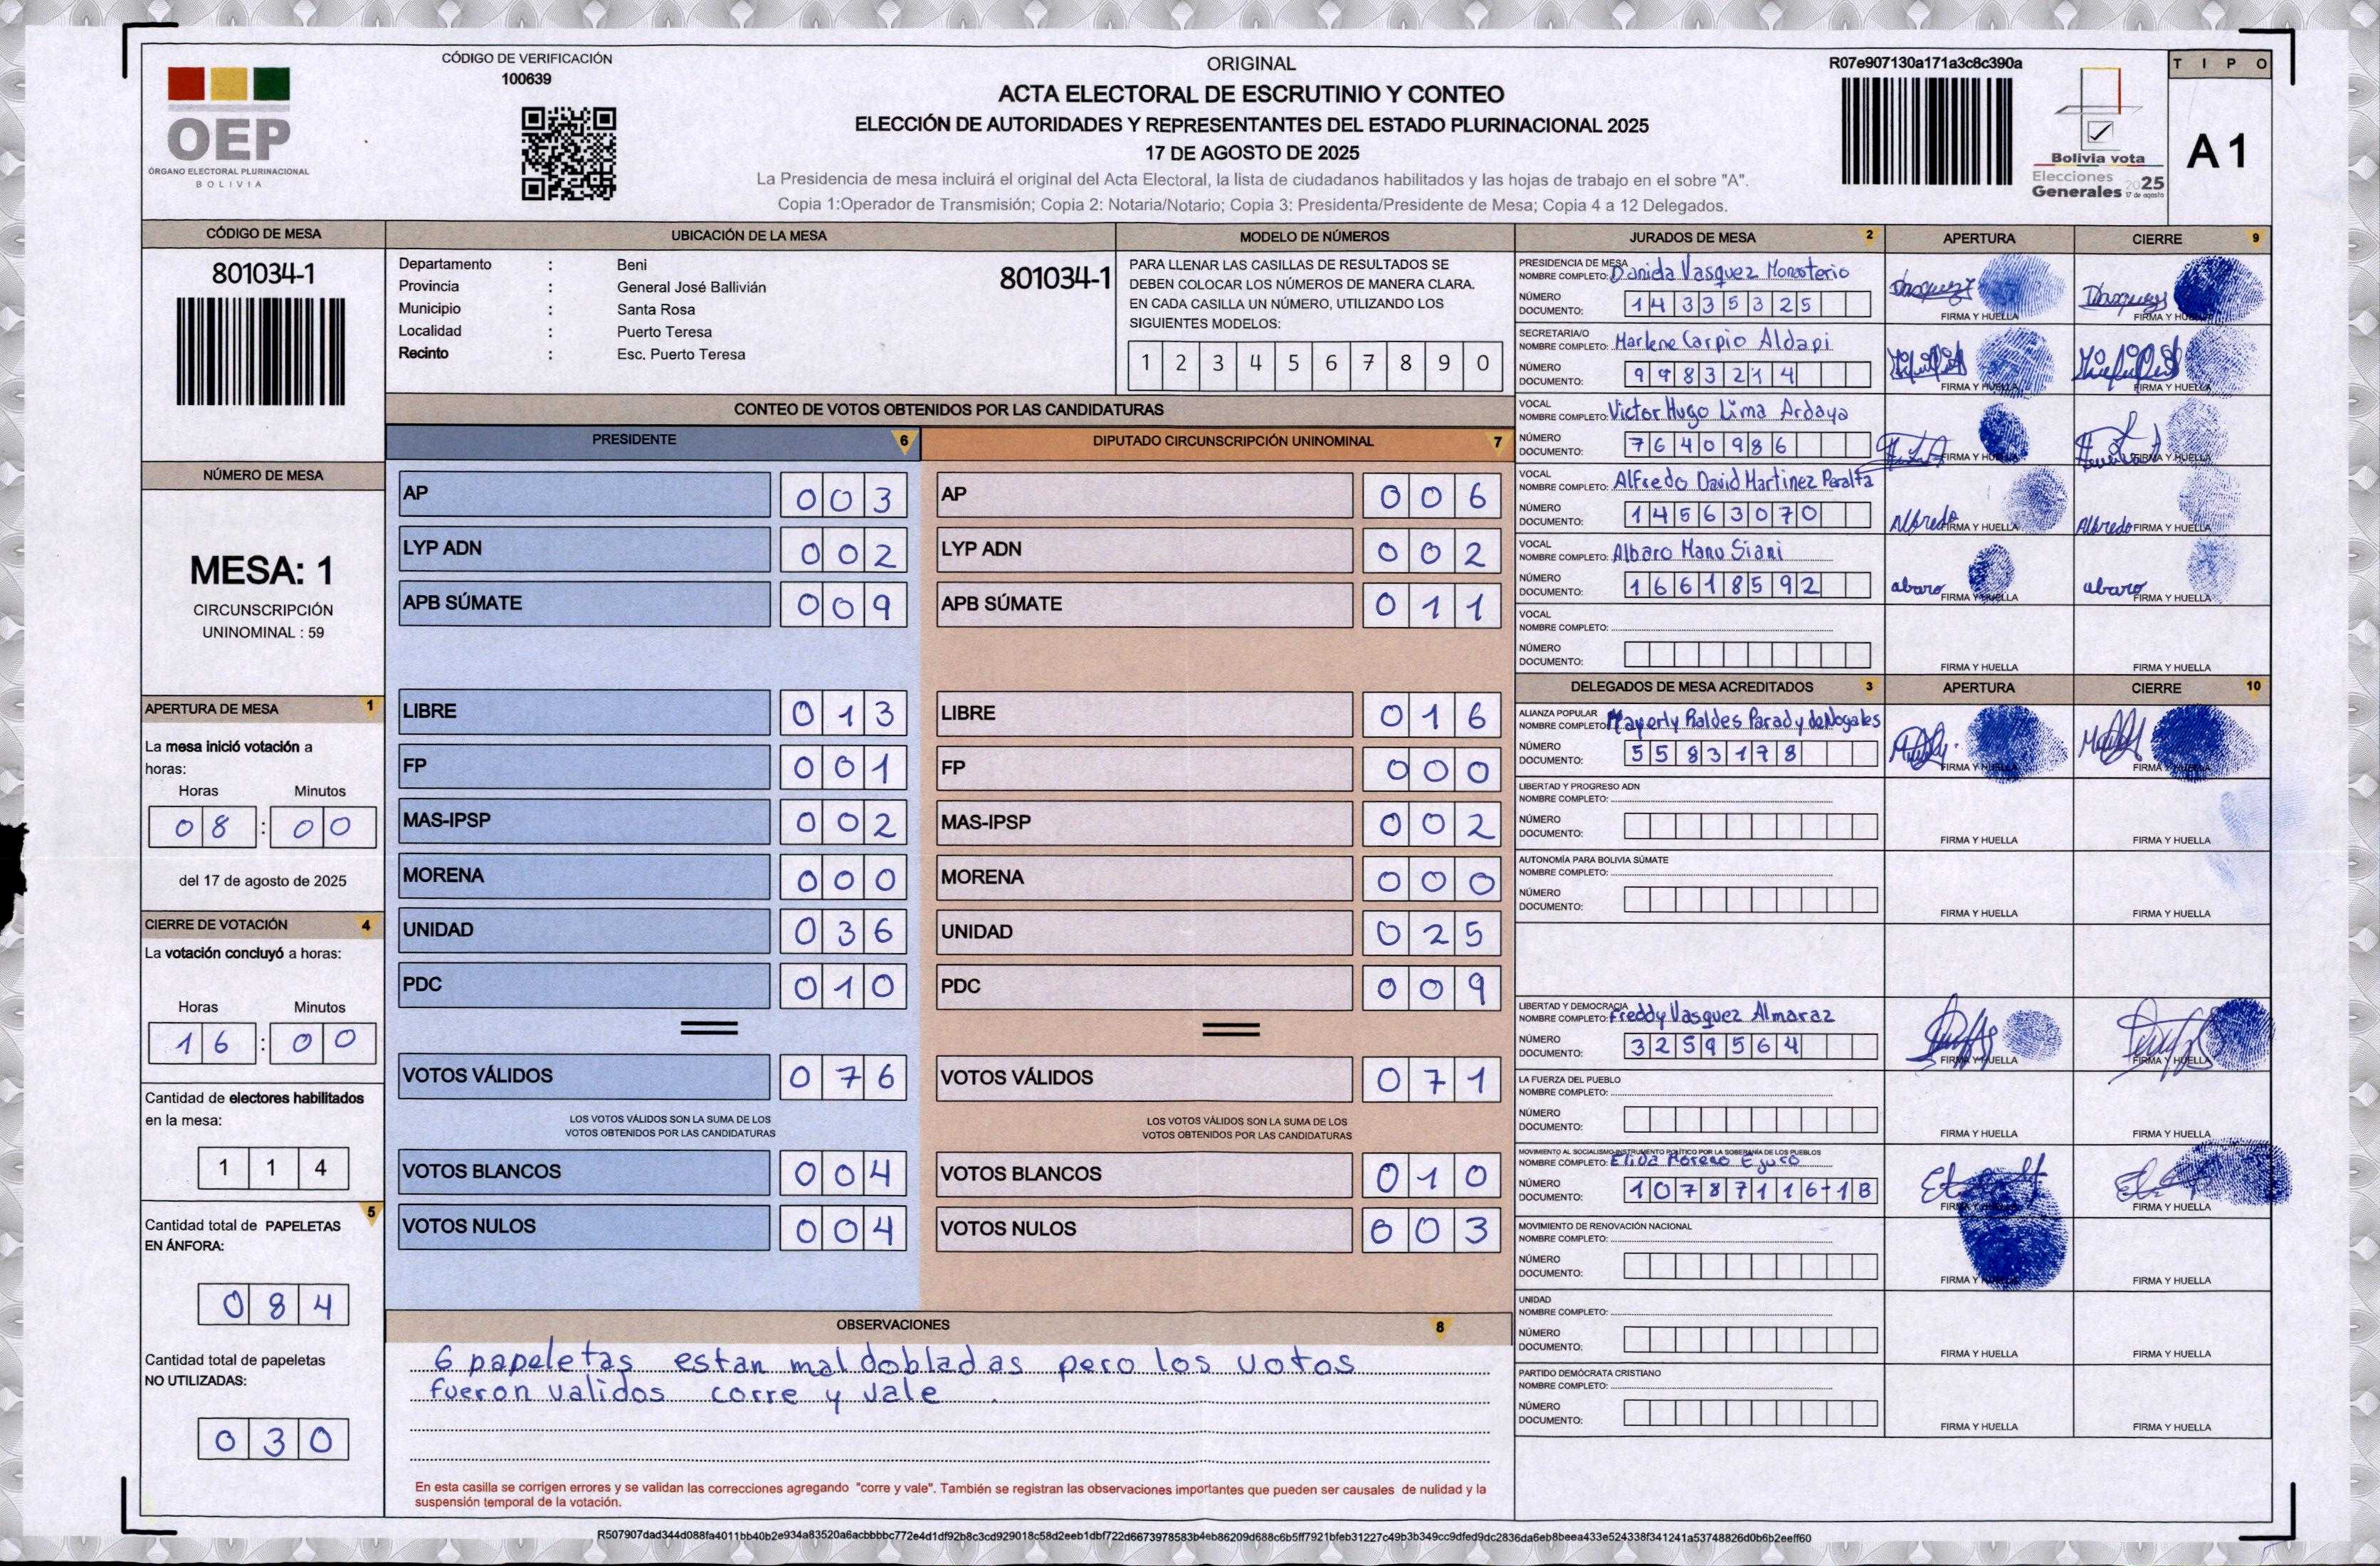 CÓDIGO DE VERIFICACIÓN
100639
OEP
ÓRGANO ELECTORAL PLURINACIONAL
BOLIVIA
ORIGINAL
ACTA ELECTORAL DE ESCRUTINIO Y CONTEO
ELECCIÓN DE AUTORIDADES Y REPRESENTANTES DEL ESTADO PLURINACIONAL 2025
17 DE AGOSTO DE 2025
La Presidencia de mesa incluirá el original del Acta Electoral, la lista de ciudadanos habilitados y las hojas de trabajo en el sobre "A".
Copia 1:Operador de Transmisión; Copia 2: Notaria/Notario; Copia 3: Presidenta/Presidente de Mesa; Copia 4 a 12 Delegados.
R07e907130a171a3c8c390a
Bolivia vota
Elecciones
Generales 2025
17 de agosto
TIPO
A1
CÓDIGO DE MESA
801034-1
NÚMERO DE MESA
MESA: 1
CIRCUNSCRIPCIÓN
UNINOMINAL : 59
APERTURA DE MESA 1
La mesa inició votación a
horas:
Horas Minutos
08 : 00
del 17 de agosto de 2025
CIERRE DE VOTACIÓN 4
La votación concluyó a horas:
Horas Minutos
16 : 00
Cantidad de electores habilitados
en la mesa:
114
5
Cantidad total de PAPELETAS
EN ÁNFORA:
084
Cantidad total de papeletas
NO UTILIZADAS:
030
UBICACIÓN DE LA MESA
Departamento : Beni
Provincia : General José Ballivián
Municipio : Santa Rosa
Localidad : Puerto Teresa
Recinto : Esc. Puerto Teresa
801034-1
MODELO DE NÚMEROS
PARA LLENAR LAS CASILLAS DE RESULTADOS SE
DEBEN COLOCAR LOS NÚMEROS DE MANERA CLARA.
EN CADA CASILLA UN NÚMERO, UTILIZANDO LOS
SIGUIENTES MODELOS:
1 2 3 4 5 6 7 8 9 0
CONTEO DE VOTOS OBTENIDOS POR LAS CANDIDATURAS
PRESIDENTE 6
AP 003
LYP ADN 002
APB SÚMATE 009
LIBRE 013
FP 001
MAS-IPSP 002
MORENA 000
UNIDAD 036
PDC 010
VOTOS VÁLIDOS 076
LOS VOTOS VÁLIDOS SON LA SUMA DE LOS
VOTOS OBTENIDOS POR LAS CANDIDATURAS
VOTOS BLANCOS 004
VOTOS NULOS 004
DIPUTADO CIRCUNSCRIPCIÓN UNINOMINAL 7
AP 006
LYP ADN 002
APB SÚMATE 011
LIBRE 016
FP 000
MAS-IPSP 002
MORENA 000
UNIDAD 025
PDC 009
VOTOS VÁLIDOS 071
LOS VOTOS VÁLIDOS SON LA SUMA DE LOS
VOTOS OBTENIDOS POR LAS CANDIDATURAS
VOTOS BLANCOS 010
VOTOS NULOS 003
OBSERVACIONES 8
6 papeletas estan mal dobladas pero los votos
fueron validos corre y vale
En esta casilla se corrigen errores y se validan las correcciones agregando "corre y vale". También se registran las observaciones importantes que pueden ser causales de nulidad y la
suspensión temporal de la votación.
JURADOS DE MESA 2 APERTURA CIERRE 9
PRESIDENCIA DE MESA
NOMBRE COMPLETO: Danida Vasquez Monasterio
NÚMERO
DOCUMENTO: 14335325
FIRMA Y HUELLA FIRMA Y HUELLA
SECRETARIA/O
NOMBRE COMPLETO: Marlene Carpio Aldapi
NÚMERO
DOCUMENTO: 9983214
FIRMA Y HUELLA FIRMA Y HUELLA
VOCAL
NOMBRE COMPLETO: Victor Hugo Lima Ardaya
NÚMERO
DOCUMENTO: 7640986
FIRMA Y HUELLA FIRMA Y HUELLA
VOCAL
NOMBRE COMPLETO: Alfredo David Martinez Peralta
NÚMERO
DOCUMENTO: 14563070
Alfredo FIRMA Y HUELLA Alfredo FIRMA Y HUELLA
VOCAL
NOMBRE COMPLETO: Albaro Mano Siani
NÚMERO
DOCUMENTO: 16618592
abaro FIRMA Y HUELLA abaro FIRMA Y HUELLA
VOCAL
NOMBRE COMPLETO:
NÚMERO
DOCUMENTO:
FIRMA Y HUELLA FIRMA Y HUELLA
DELEGADOS DE MESA ACREDITADOS 3 APERTURA CIERRE 10
ALIANZA POPULAR
NOMBRE COMPLETO: Mayerly Raldes Parady de Nogales
NÚMERO
DOCUMENTO: 5583178
FIRMA Y HUELLA FIRMA Y HUELLA
LIBERTAD Y PROGRESO ADN
NOMBRE COMPLETO:
NÚMERO
DOCUMENTO:
FIRMA Y HUELLA FIRMA Y HUELLA
AUTONOMÍA PARA BOLIVIA SÚMATE
NOMBRE COMPLETO:
NÚMERO
DOCUMENTO:
FIRMA Y HUELLA FIRMA Y HUELLA
LIBERTAD Y DEMOCRACIA
NOMBRE COMPLETO: Freddy Vasquez Almaraz
NÚMERO
DOCUMENTO: 3259564
FIRMA Y HUELLA FIRMA Y HUELLA
LA FUERZA DEL PUEBLO
NOMBRE COMPLETO:
NÚMERO
DOCUMENTO:
FIRMA Y HUELLA FIRMA Y HUELLA
MOVIMIENTO AL SOCIALISMO-INSTRUMENTO POLÍTICO POR LA SOBERANÍA DE LOS PUEBLOS
NOMBRE COMPLETO: Elida Moreno
NÚMERO
DOCUMENTO: 10787116-1B
FIRMA Y HUELLA FIRMA Y HUELLA
MOVIMIENTO DE RENOVACIÓN NACIONAL
NOMBRE COMPLETO:
NÚMERO
DOCUMENTO:
FIRMA Y HUELLA FIRMA Y HUELLA
UNIDAD
NOMBRE COMPLETO:
NÚMERO
DOCUMENTO:
FIRMA Y HUELLA FIRMA Y HUELLA
PARTIDO DEMÓCRATA CRISTIANO
NOMBRE COMPLETO:
NÚMERO
DOCUMENTO:
FIRMA Y HUELLA FIRMA Y HUELLA